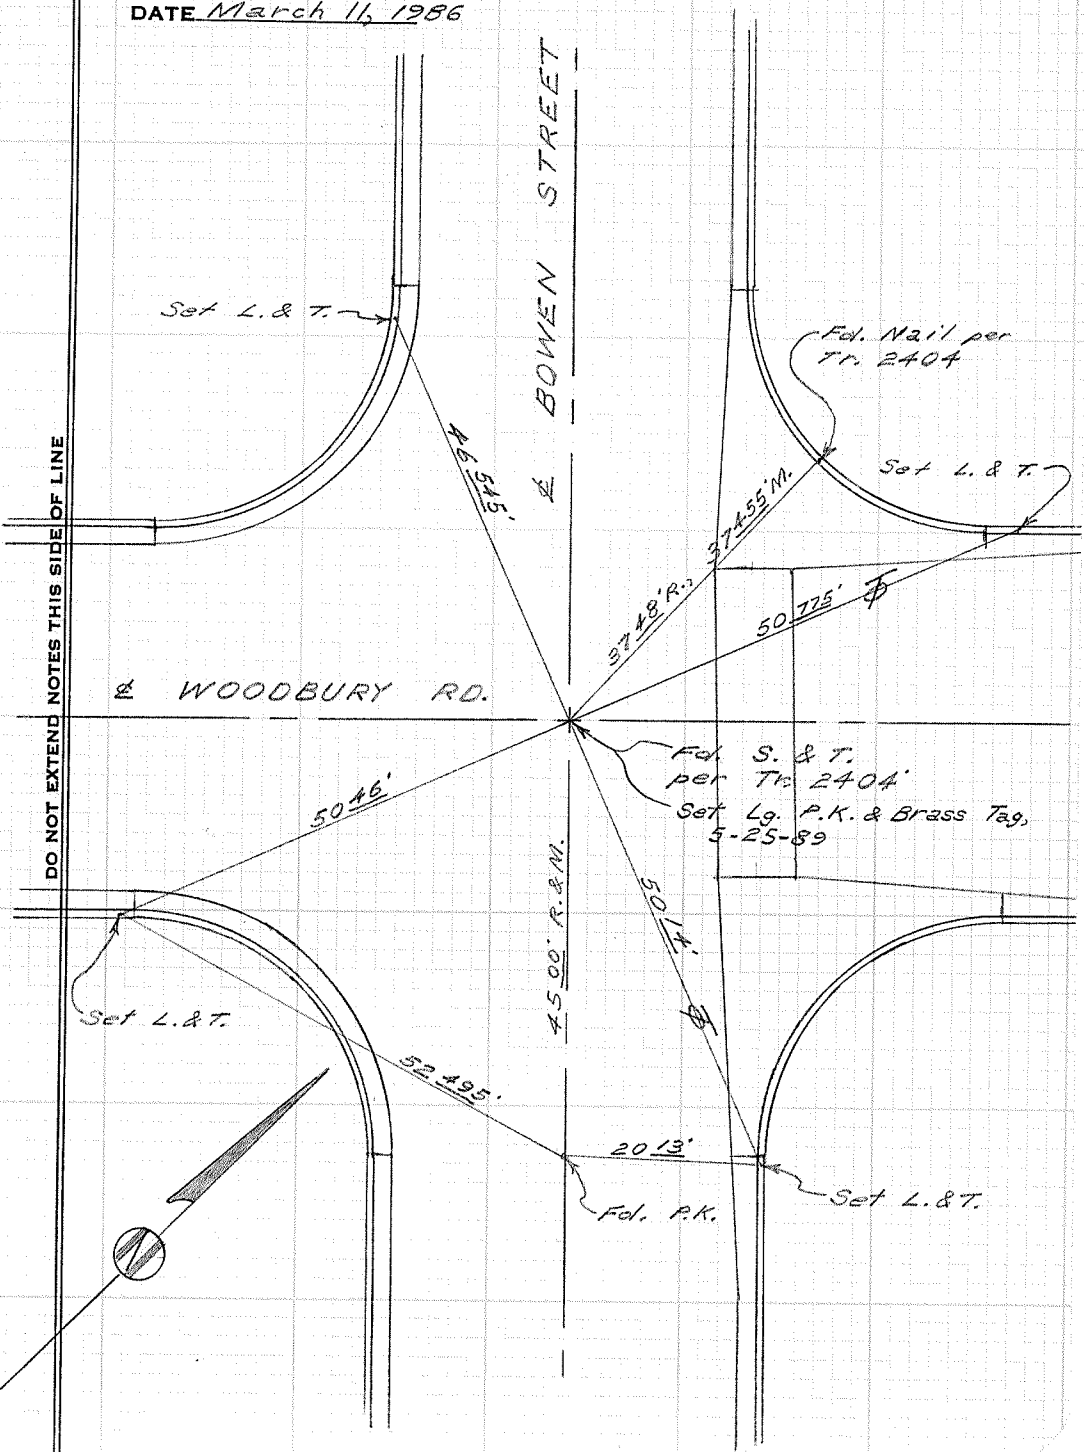 DATE March 11, 1986
℄ BOWEN STREET
Set L. & T.
Fd. Nail per
Tr. 2404
Set L. & T.
46.545'
37.48' R., 37.455' M.
50.775'
DO NOT EXTEND NOTES THIS SIDE OF LINE
℄ WOODBURY RD.
Fd. S. & T.
per Tr. 2404
Set Lg. P.K. & Brass Tag,
5-25-89
50.46'
45.00' R. & M.
50.14'
Set L. & T.
52.495'
20.13'
Set L. & T.
Fd. P.K.
N